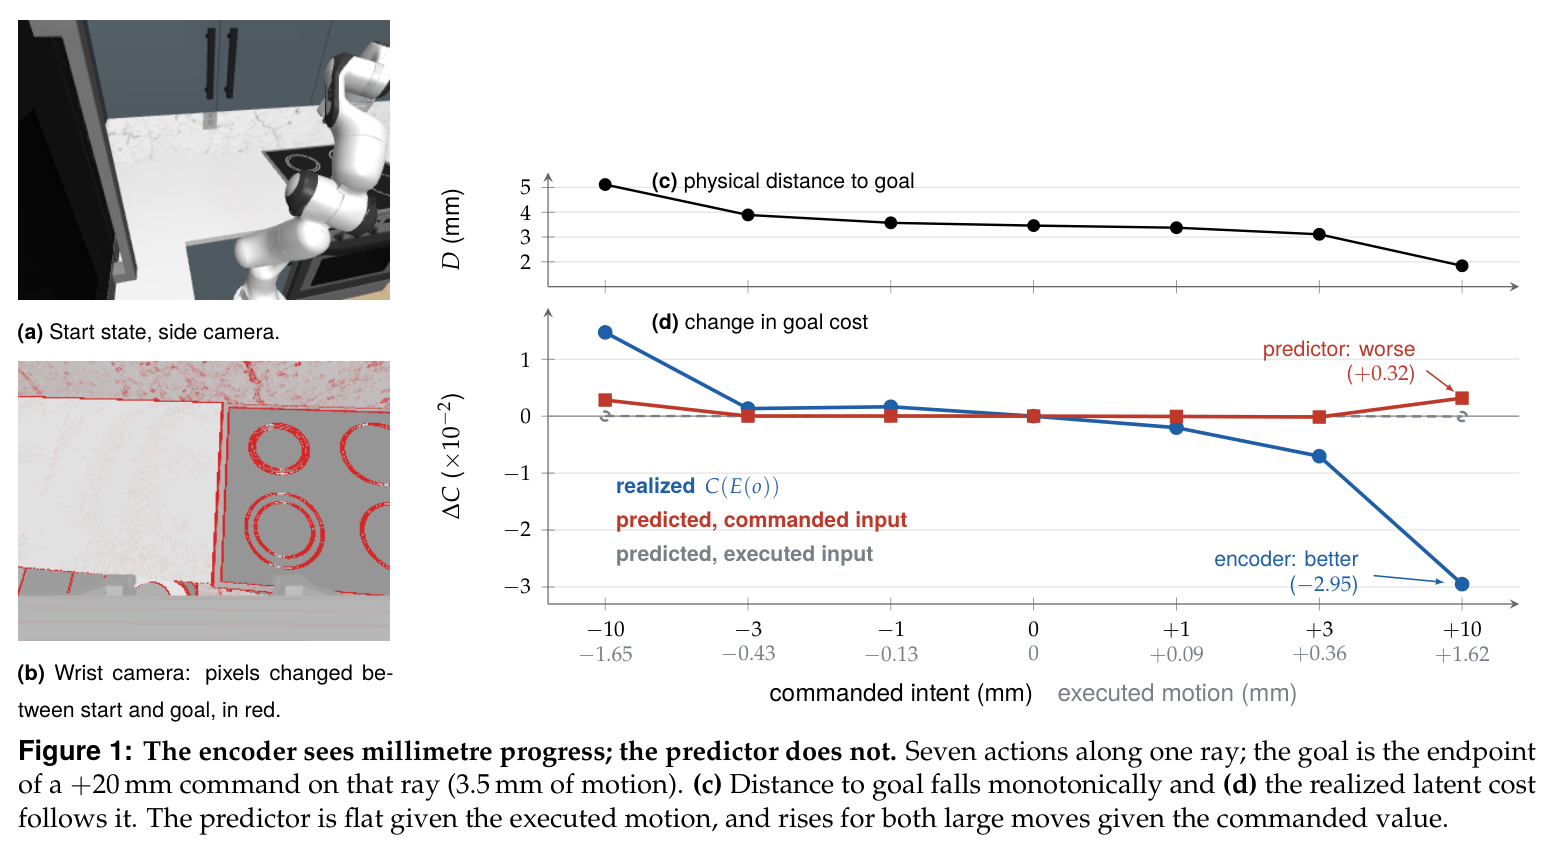 (a) Start state, side camera.
(b) Wrist camera: pixels changed be-
tween start and goal, in red.
(c) physical distance to goal
D (mm)
5
4
3
2
(d) change in goal cost
ΔC (×10⁻²)
1
0
−1
−2
−3
predictor: worse
(+0.32)
realized C(E(o))
predicted, commanded input
predicted, executed input
encoder: better
(−2.95)
−10 −3 −1 0 +1 +3 +10
−1.65 −0.43 −0.13 0 +0.09 +0.36 +1.62
commanded intent (mm) executed motion (mm)
Figure 1: The encoder sees millimetre progress; the predictor does not. Seven actions along one ray; the goal is the endpoint
of a +20 mm command on that ray (3.5 mm of motion). (c) Distance to goal falls monotonically and (d) the realized latent cost
follows it. The predictor is flat given the executed motion, and rises for both large moves given the commanded value.